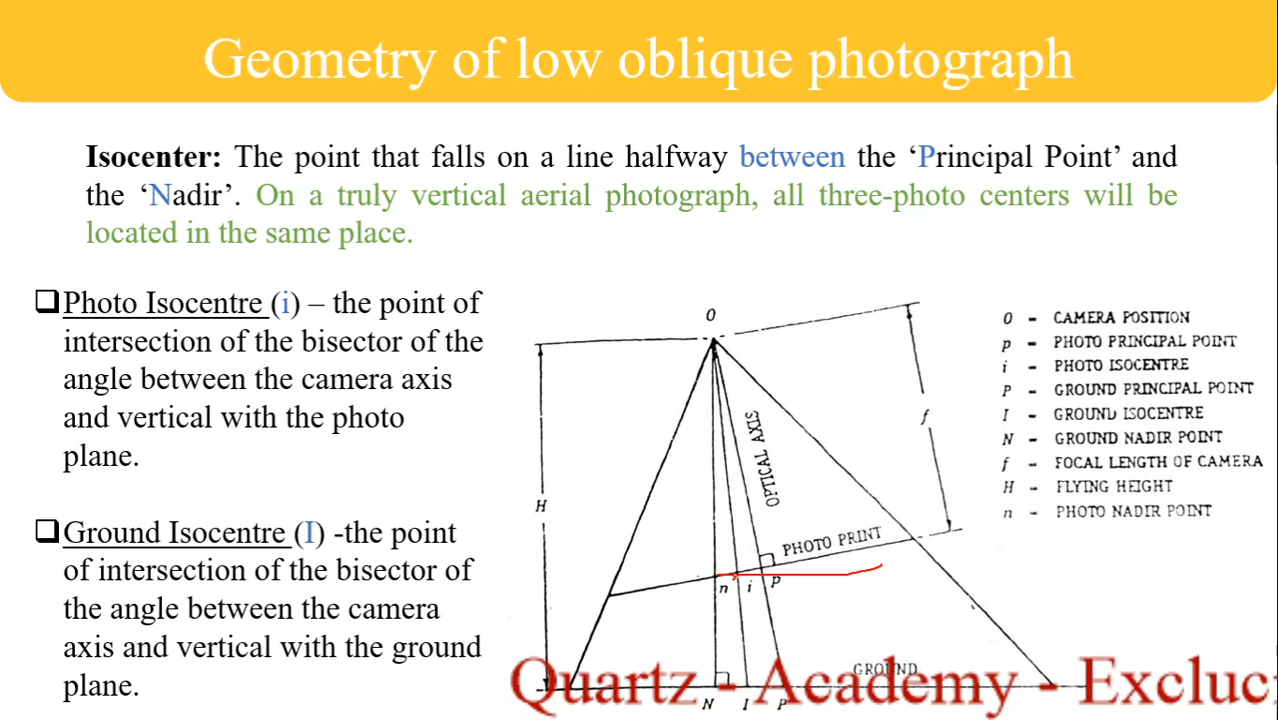 Geometry of low oblique photograph
Isocenter: The point that falls on a line halfway between the ‘Principal Point’ and
the ‘Nadir’. On a truly vertical aerial photograph, all three-photo centers will be
located in the same place.
Photo Isocentre (i) – the point of
intersection of the bisector of the
angle between the camera axis
and vertical with the photo
plane.
Ground Isocentre (I) -the point
of intersection of the bisector of
the angle between the camera
axis and vertical with the ground
plane.
O
H
OPTICAL AXIS
f
PHOTO PRINT
n i p
GROUND
N I P
O - CAMERA POSITION
p - PHOTO PRINCIPAL POINT
i - PHOTO ISOCENTRE
P - GROUND PRINCIPAL POINT
I - GROUND ISOCENTRE
N - GROUND NADIR POINT
f - FOCAL LENGTH OF CAMERA
H - FLYING HEIGHT
n - PHOTO NADIR POINT
Quartz - Academy - Excluc